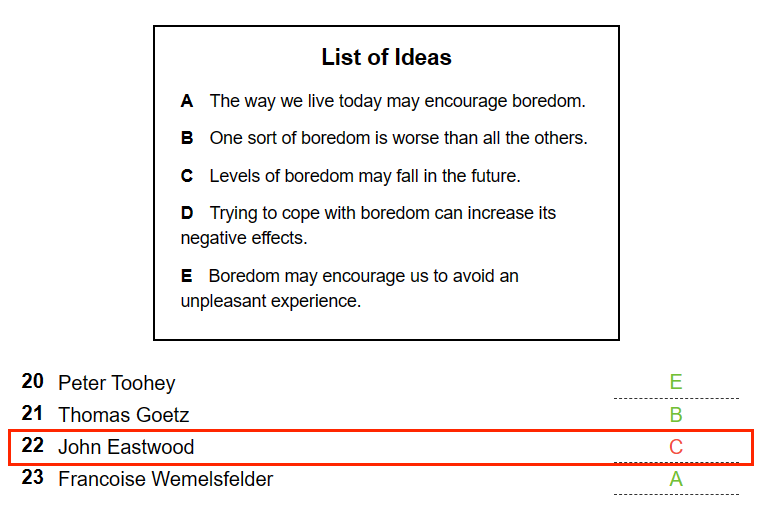 List of Ideas
A The way we live today may encourage boredom.
B One sort of boredom is worse than all the others.
C Levels of boredom may fall in the future.
D Trying to cope with boredom can increase its
negative effects.
E Boredom may encourage us to avoid an
unpleasant experience.
20 Peter Toohey E
21 Thomas Goetz B
22 John Eastwood C
23 Francoise Wemelsfelder A